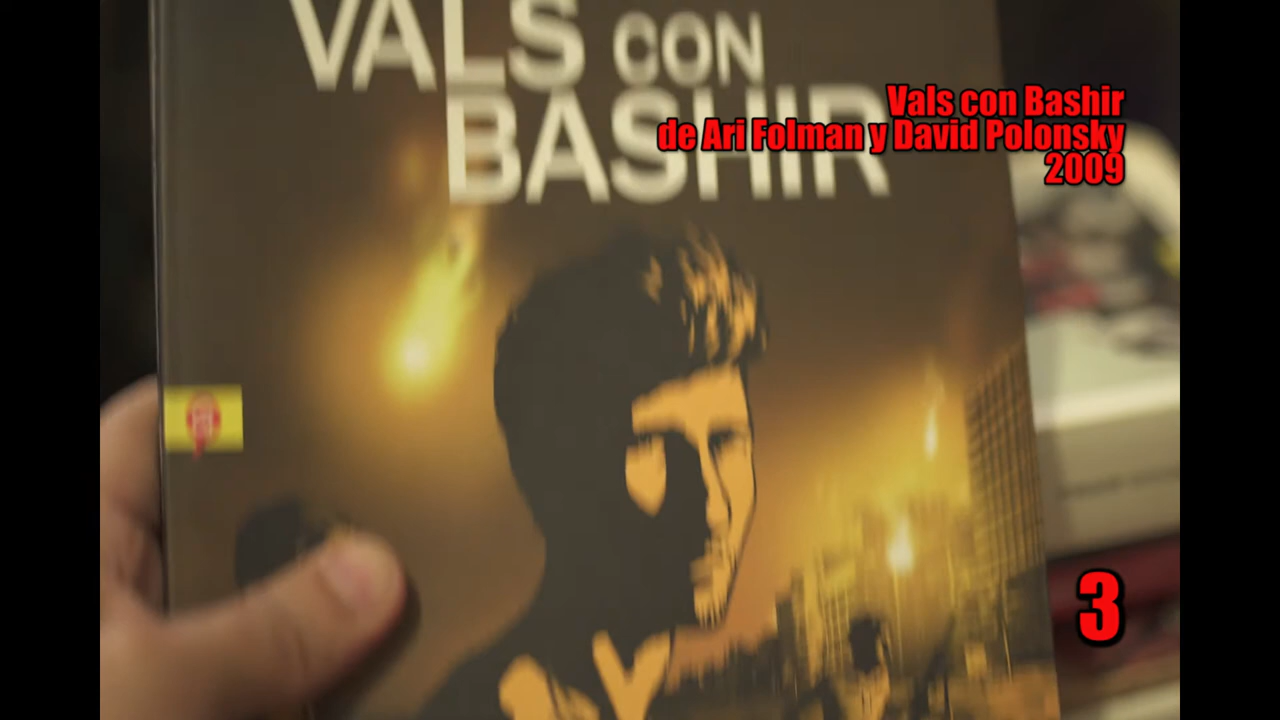 VALS CON
BASHIR
Vals con Bashir
de Ari Folman y David Polonsky
2009
3